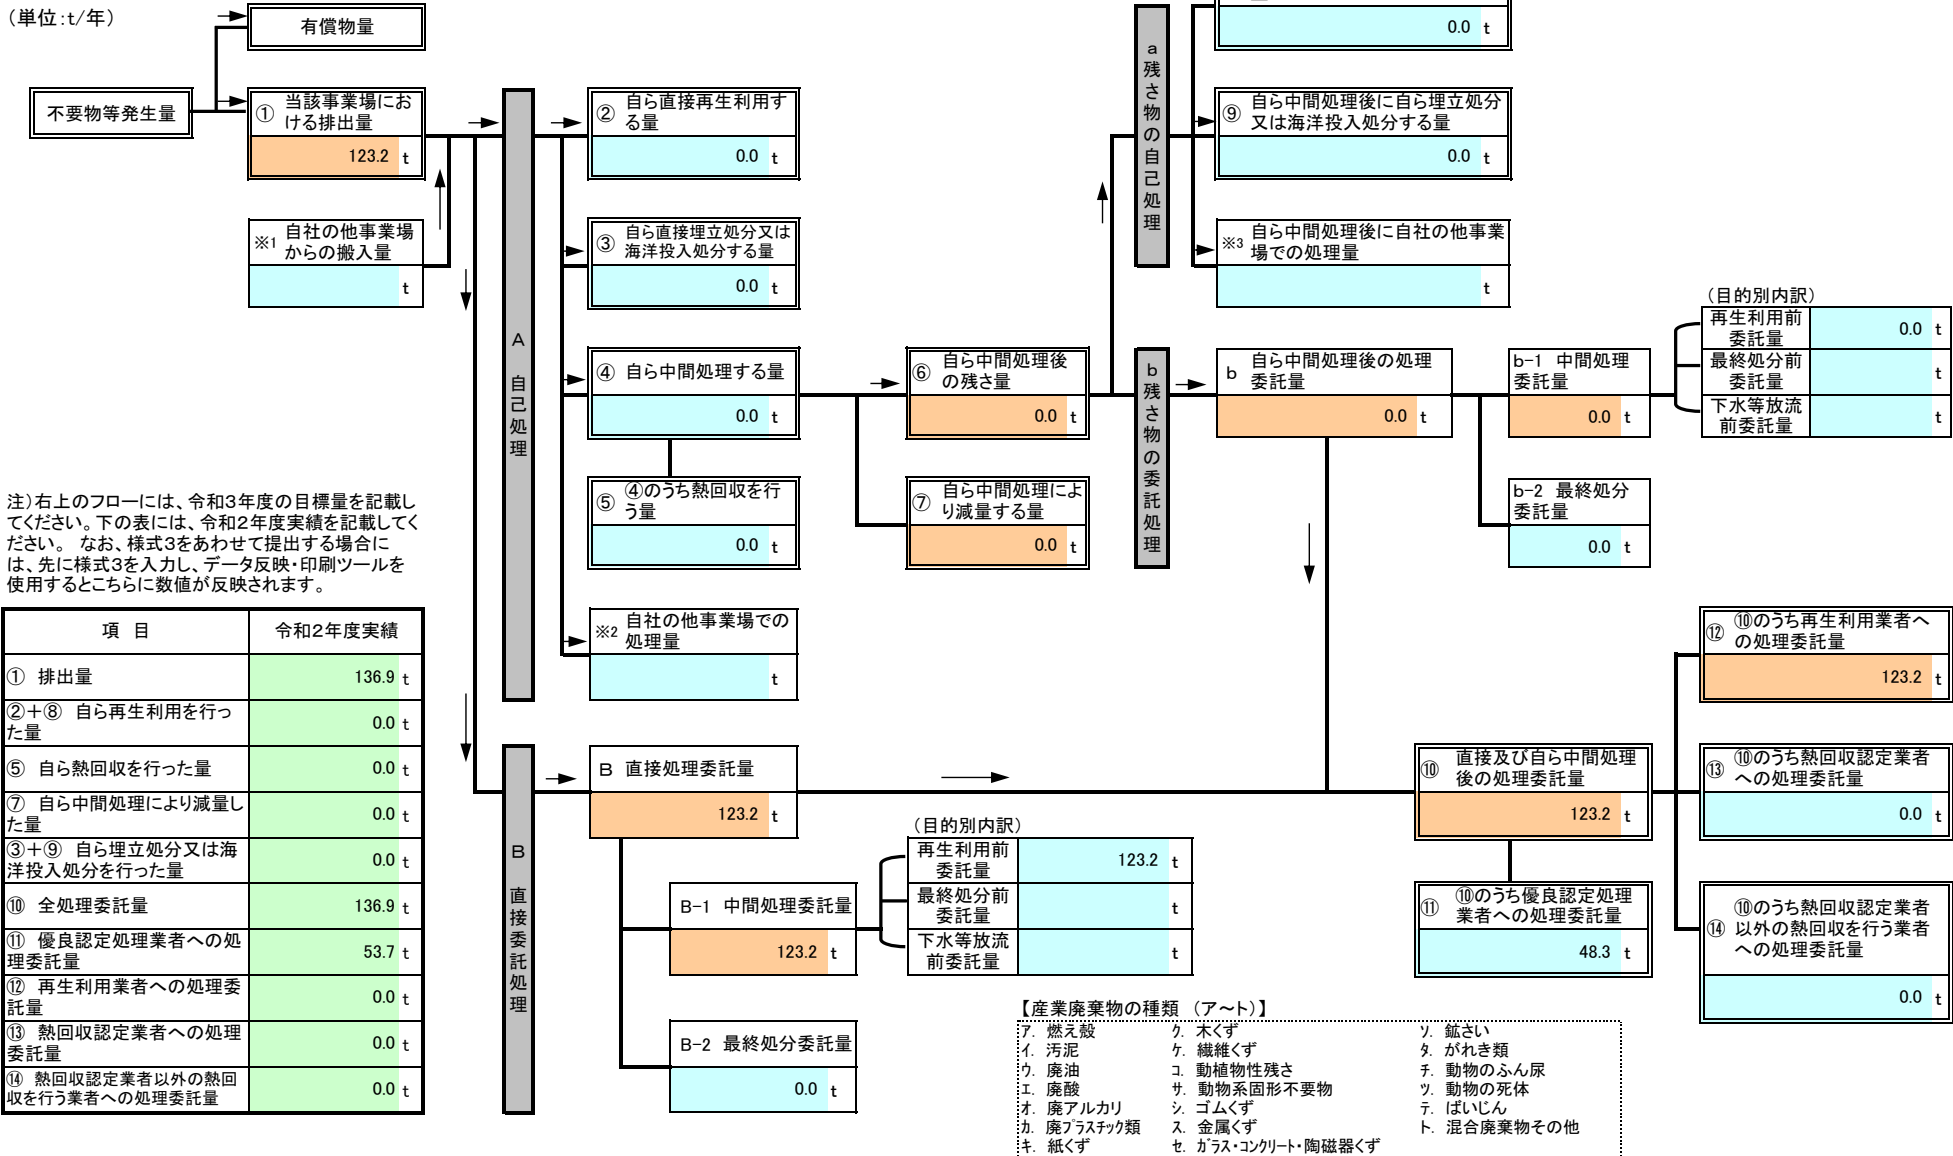 (単位:t/年)
有償物量
不要物等発生量
① 当該事業場にお
ける排出量
123.2 t
※1 自社の他事業場
からの搬入量
t
A 自己処理
② 自ら直接再生利用す
る量
0.0 t
③ 自ら直接埋立処分又は
海洋投入処分する量
0.0 t
④ 自ら中間処理する量
0.0 t
⑤ ④のうち熱回収を行
う量
0.0 t
※2 自社の他事業場での
処理量
t
⑥ 自ら中間処理後
の残さ量
0.0 t
⑦ 自ら中間処理によ
り減量する量
0.0 t
a 残さ物の自己処理
0.0 t
⑨ 自ら中間処理後に自ら埋立処分
又は海洋投入処分する量
0.0 t
※3 自ら中間処理後に自社の他事業
場での処理量
t
b 残さ物の委託処理
b 自ら中間処理後の処理
委託量
0.0 t
b-1 中間処理
委託量
0.0 t
b-2 最終処分
委託量
0.0 t
(目的別内訳)
再生利用前
委託量
0.0 t
最終処分前
委託量
t
下水等放流
前委託量
t
注)右上のフローには、令和3年度の目標量を記載し
てください。下の表には、令和2年度実績を記載してく
ださい。 なお、様式3をあわせて提出する場合に
は、先に様式3を入力し、データ反映・印刷ツールを
使用するとこちらに数値が反映されます。
項 目 令和2年度実績
① 排出量 136.9 t
②+⑧ 自ら再生利用を行っ
た量
0.0 t
⑤ 自ら熱回収を行った量 0.0 t
⑦ 自ら中間処理により減量し
た量
0.0 t
③+⑨ 自ら埋立処分又は海
洋投入処分を行った量
0.0 t
⑩ 全処理委託量 136.9 t
⑪ 優良認定処理業者への処
理委託量
53.7 t
⑫ 再生利用業者への処理委
託量
0.0 t
⑬ 熱回収認定業者への処理
委託量
0.0 t
⑭ 熱回収認定業者以外の熱回
収を行う業者への処理委託量
0.0 t
B 直接委託処理
B 直接処理委託量
123.2 t
B-1 中間処理委託量
123.2 t
B-2 最終処分委託量
0.0 t
(目的別内訳)
再生利用前
委託量
123.2 t
最終処分前
委託量
t
下水等放流
前委託量
t
⑩ 直接及び自ら中間処理
後の処理委託量
123.2 t
⑪ ⑩のうち優良認定処理
業者への処理委託量
48.3 t
⑫ ⑩のうち再生利用業者へ
の処理委託量
123.2 t
⑬ ⑩のうち熱回収認定業者
への処理委託量
0.0 t
⑭ ⑩のうち熱回収認定業者
以外の熱回収を行う業者
への処理委託量
0.0 t
【産業廃棄物の種類 (ア~ト)】
ア. 燃え殻 ク. 木くず ソ. 鉱さい
イ. 汚泥 ケ. 繊維くず タ. がれき類
ウ. 廃油 コ. 動植物性残さ チ. 動物のふん尿
エ. 廃酸 サ. 動物系固形不要物 ツ. 動物の死体
オ. 廃アルカリ シ. ゴムくず テ. ばいじん
カ. 廃プラスチック類 ス. 金属くず ト. 混合廃棄物その他
キ. 紙くず セ. ガラス・コンクリート・陶磁器くず